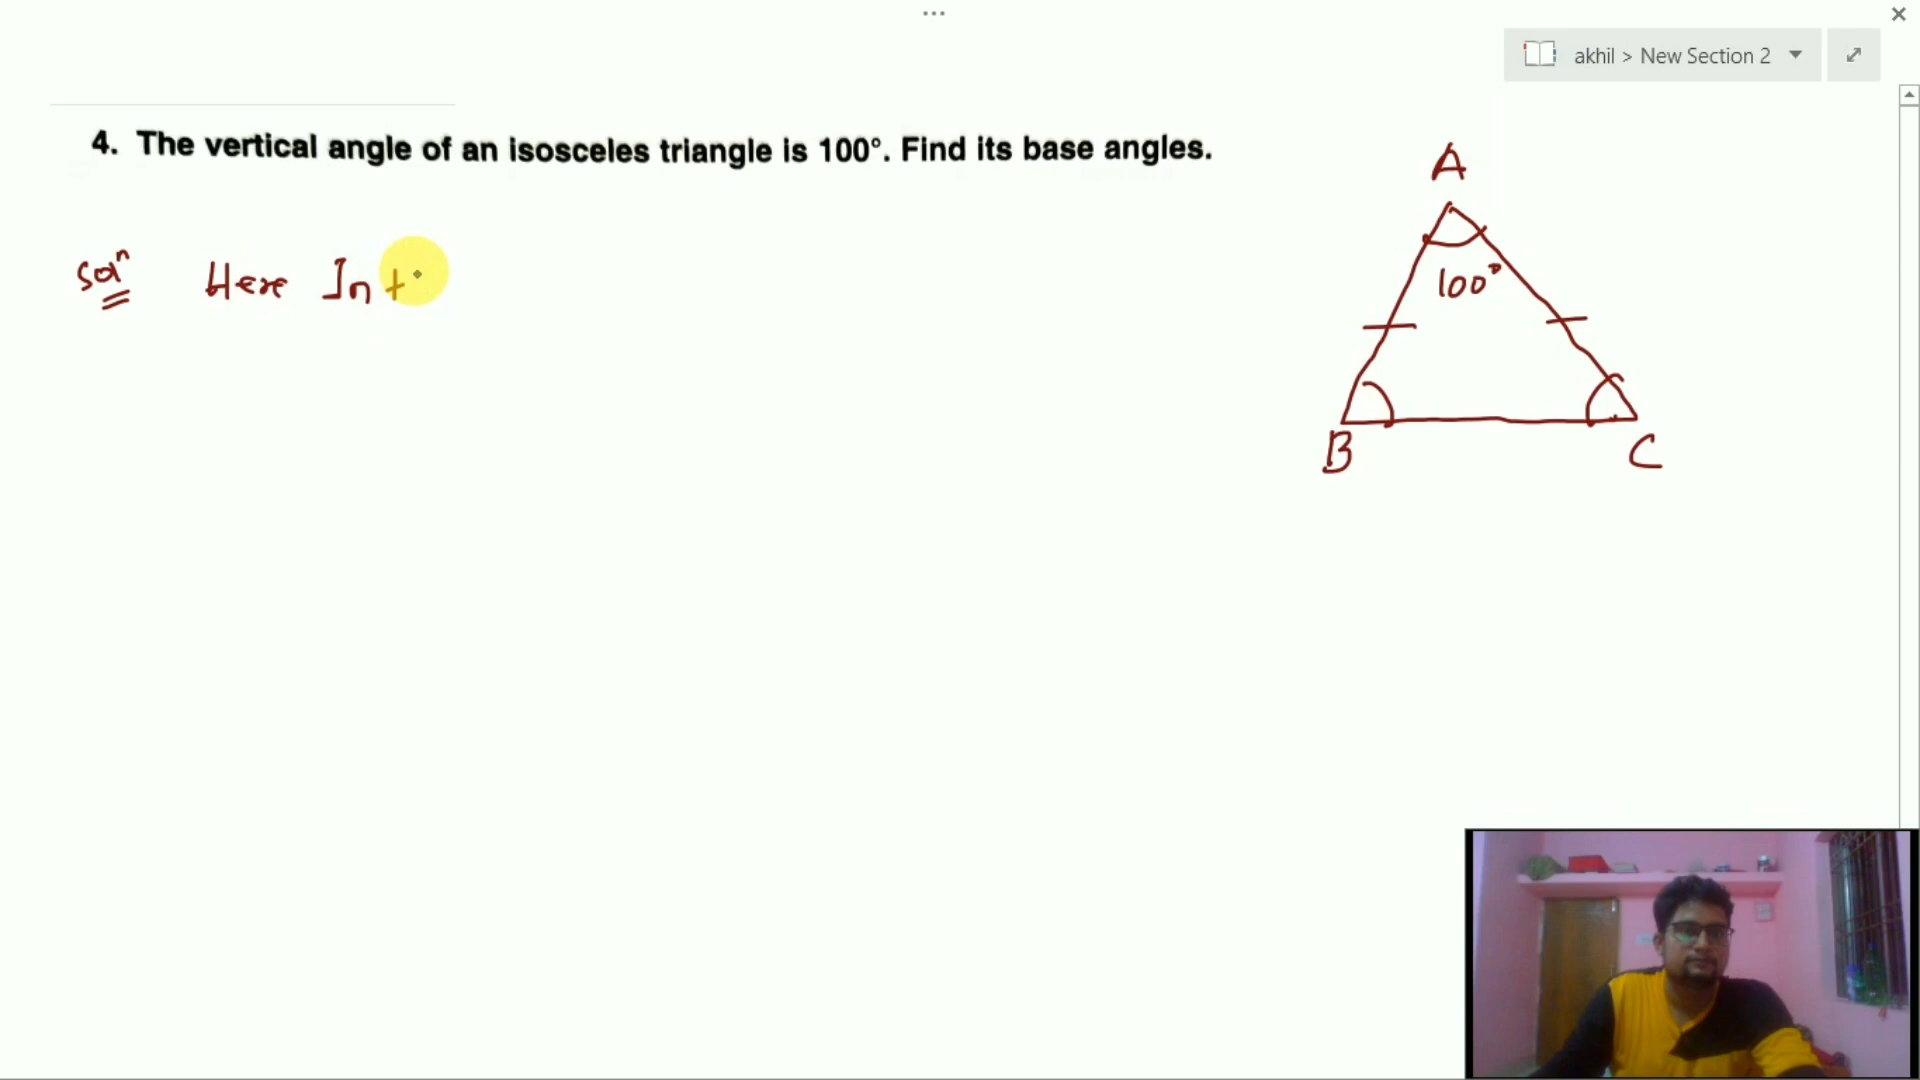 akhil > New Section 2
4. The vertical angle of an isosceles triangle is 100°. Find its base angles.
Solⁿ Here In t
A
100°
B
C